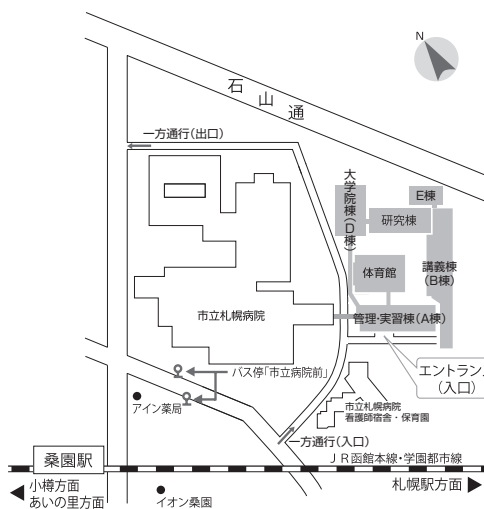 N
石山通
一方通行(出口)
大学院棟(D棟)
E棟
研究棟
体育館
講義棟
(B棟)
市立札幌病院
管理・実習棟(A棟)
エントランス
(入口)
バス停「市立病院前」
アイン薬局
市立札幌病院
看護師宿舎・保育園
一方通行(入口)
桑園駅
JR函館本線・学園都市線
小樽方面
あいの里方面
イオン桑園
札幌駅方面